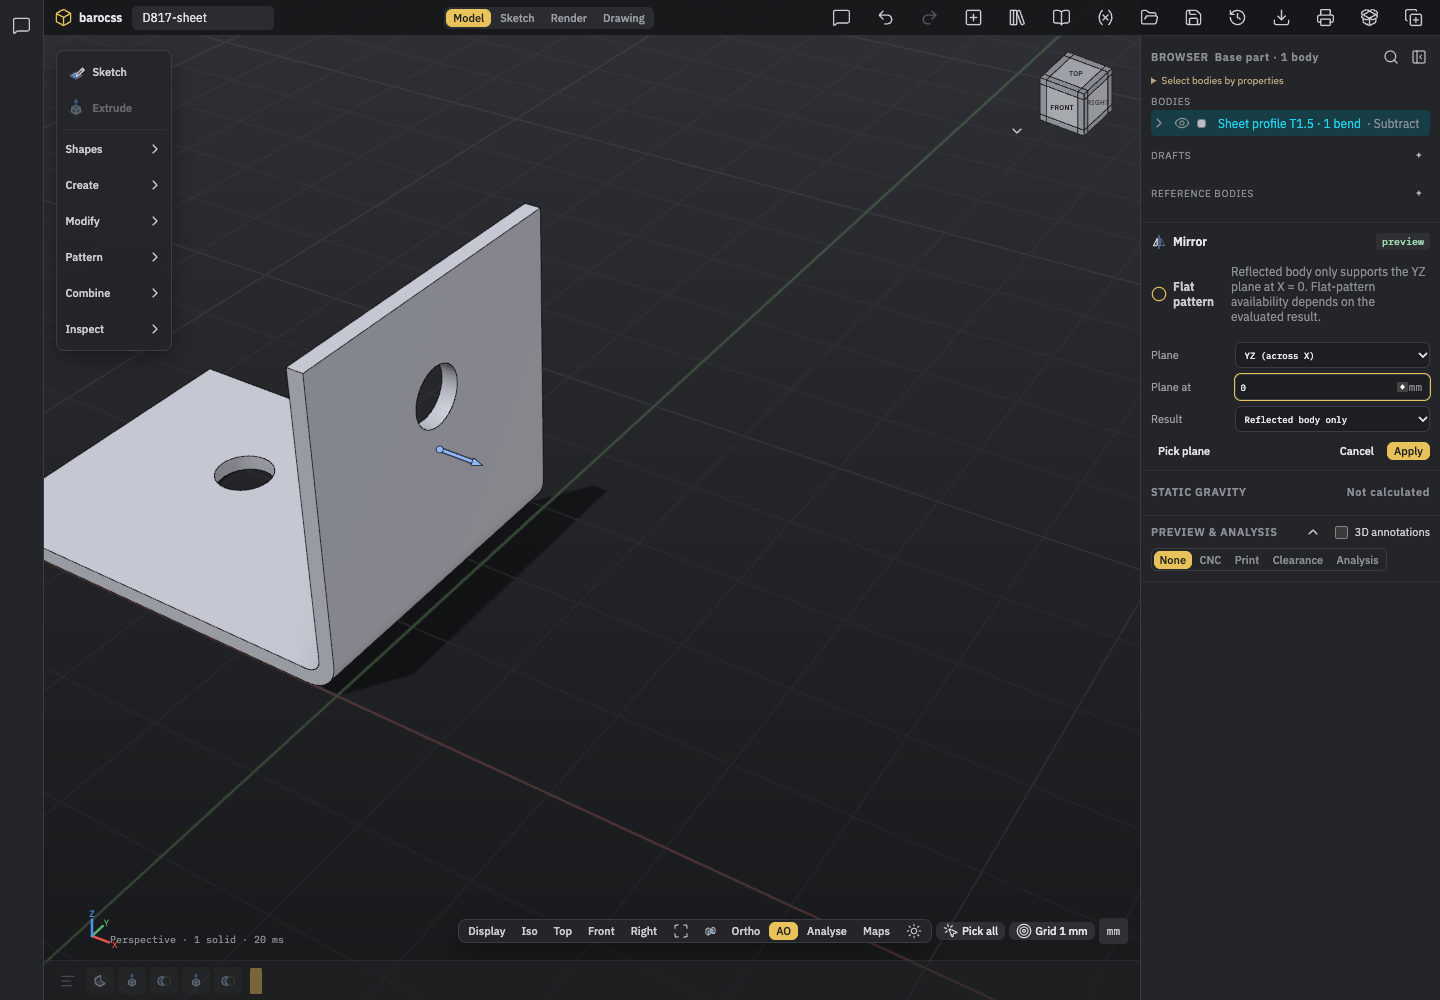 barocss
D817-sheet
Model Sketch Render Drawing
Sketch
Extrude
Shapes
Create
Modify
Pattern
Combine
Inspect
TOP
FRONT
RIGHT
BROWSER Base part · 1 body
Select bodies by properties
BODIES
Sheet profile T1.5 · 1 bend · Subtract
DRAFTS
REFERENCE BODIES
Mirror preview
Flat pattern
Reflected body only supports the YZ
plane at X = 0. Flat-pattern
availability depends on the
evaluated result.
Plane YZ (across X)
Plane at 0 mm
Result Reflected body only
Pick plane Cancel Apply
STATIC GRAVITY Not calculated
PREVIEW & ANALYSIS 3D annotations
None CNC Print Clearance Analysis
Z
Y
X
Perspective · 1 solid · 20 ms
Display Iso Top Front Right Ortho AO Analyse Maps Pick all Grid 1 mm mm